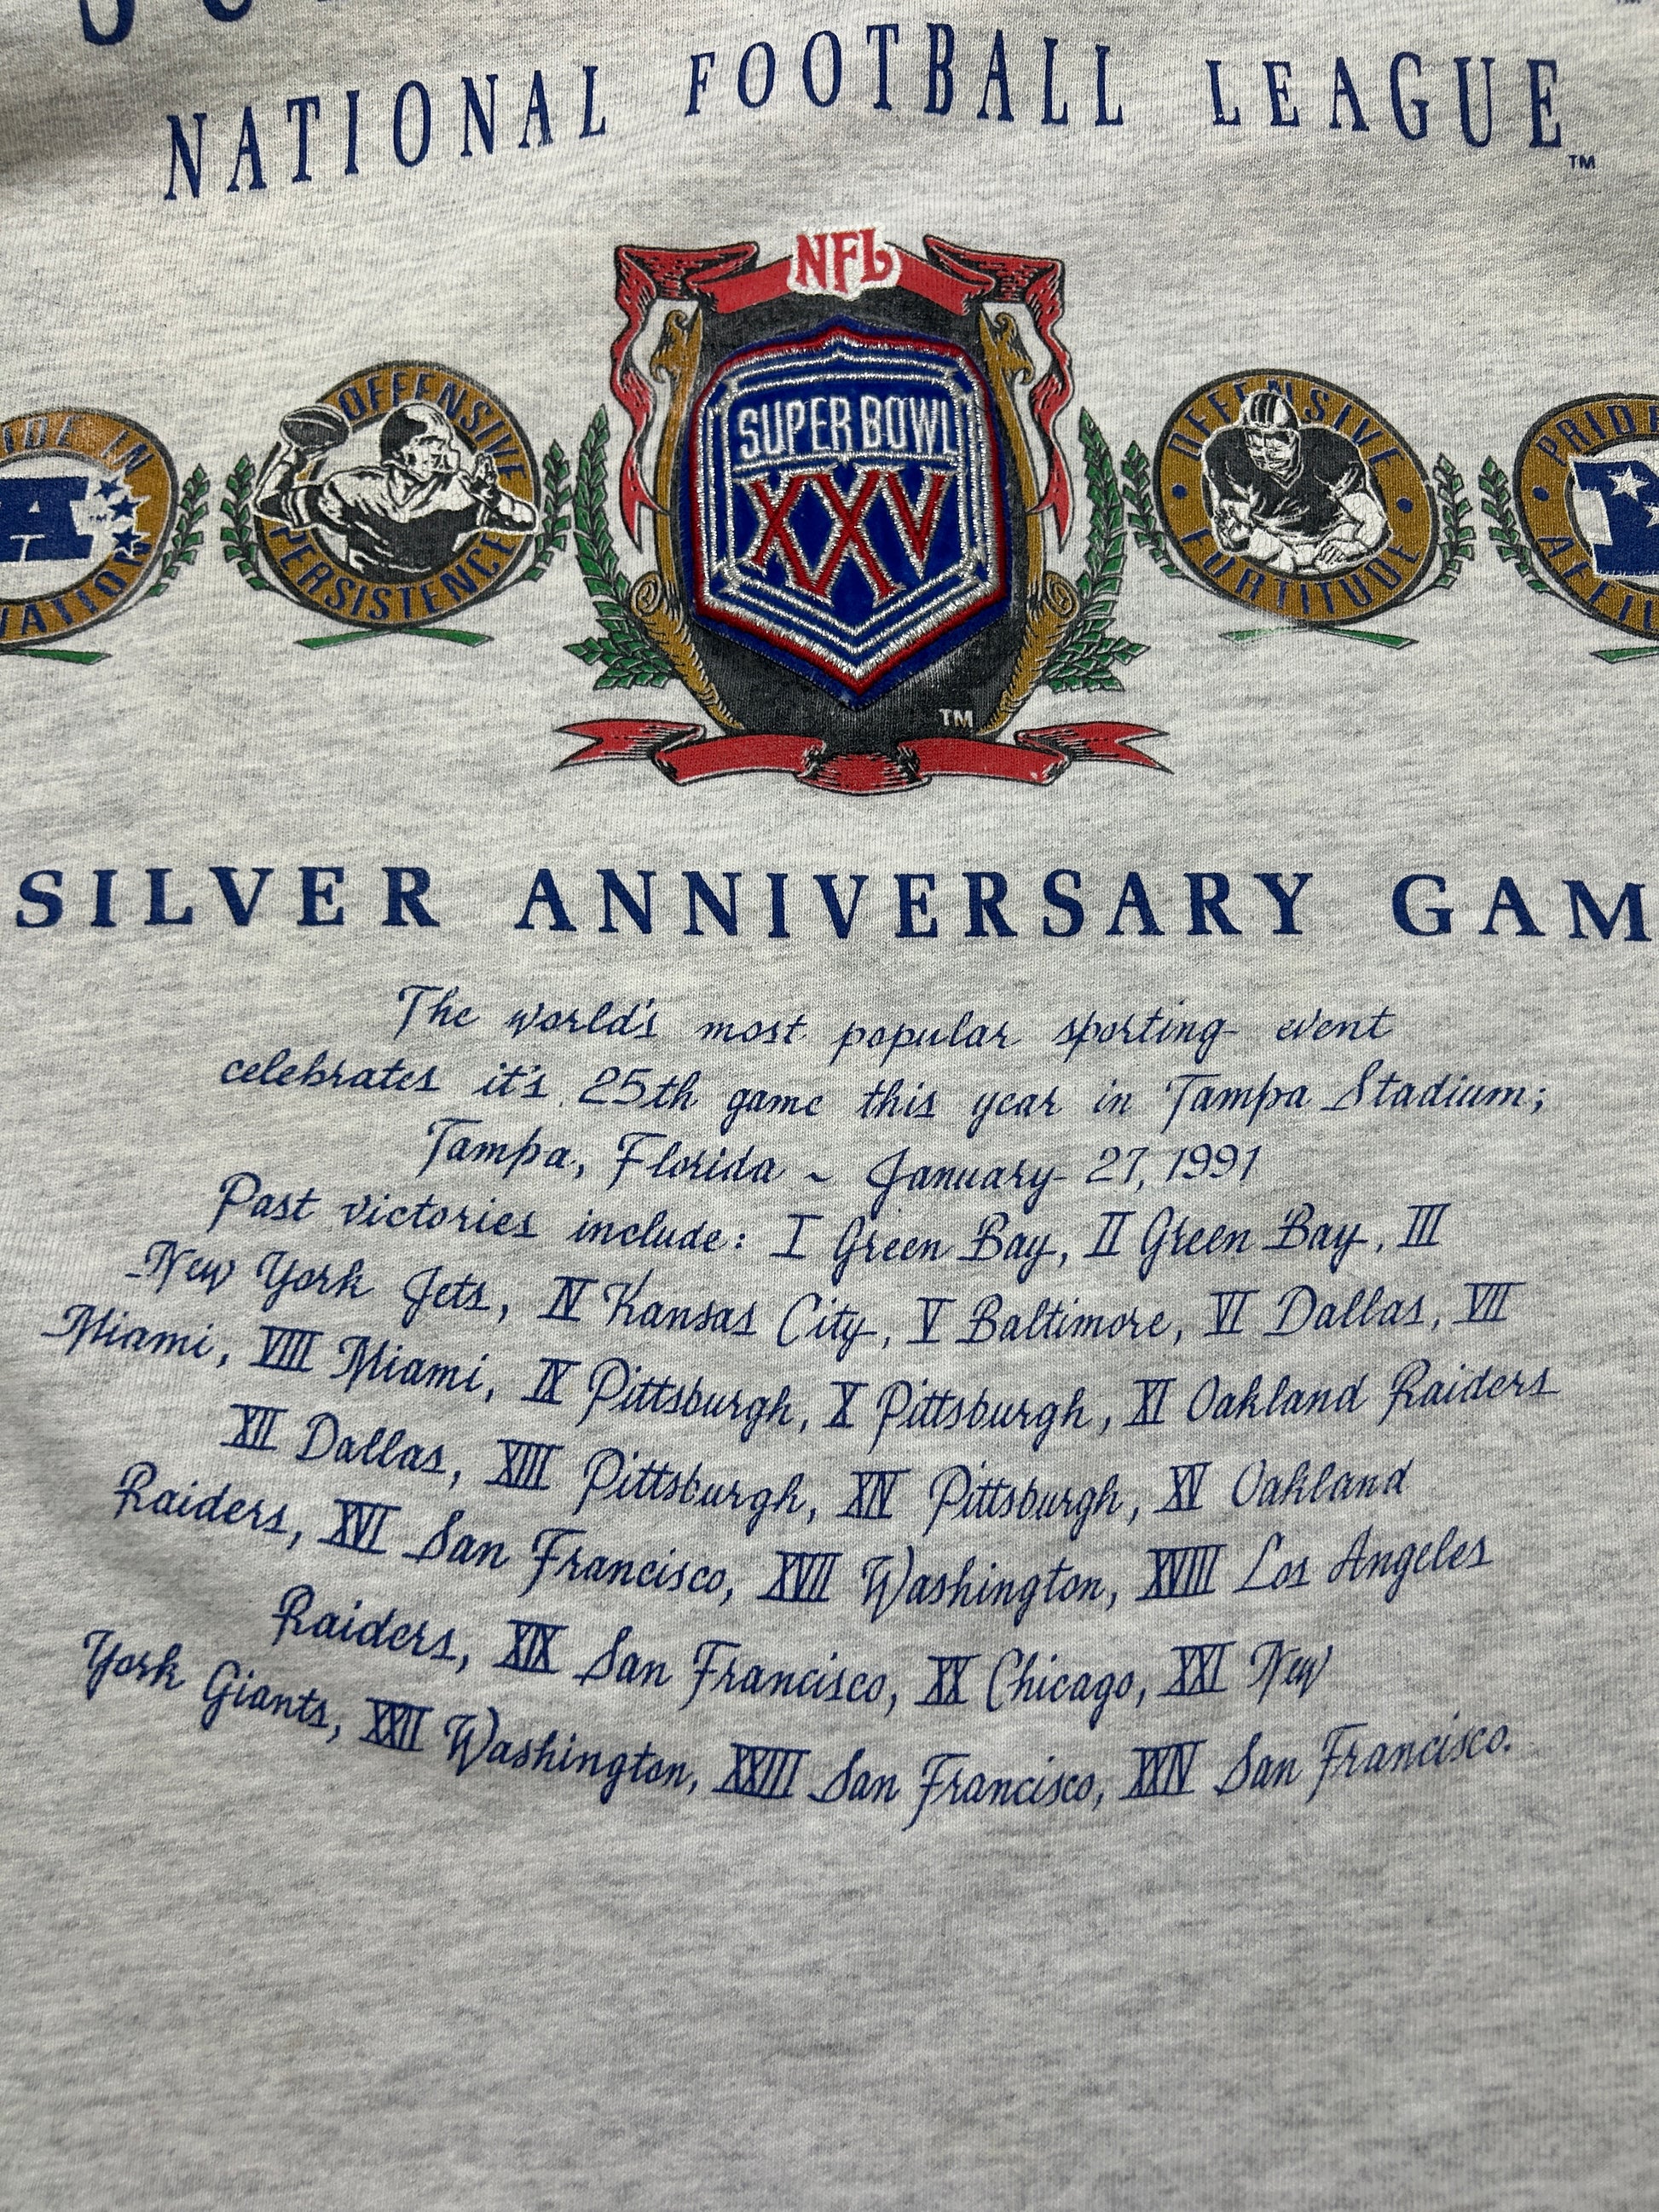 NATIONAL FOOTBALL LEAGUE
™
NFL
SUPER BOWL
XXV
TM
OFFENSIVE
PERSISTENCE
DEFENSIVE
FORTITUDE
A
SILVER ANNIVERSARY GAM
The world's most popular sporting event
celebrates it's 25th game this year in Tampa Stadium;
Tampa, Florida ~ January 27, 1991
Past victories include: I Green Bay, II Green Bay, III
New York Jets, IV Kansas City, V Baltimore, VI Dallas, VII
Miami, VIII Miami, IX Pittsburgh, X Pittsburgh, XI Oakland Raiders
XII Dallas, XIII Pittsburgh, XIV Pittsburgh, XV Oakland
Raiders, XVI San Francisco, XVII Washington, XVIII Los Angeles
Raiders, XIX San Francisco, XX Chicago, XXI New
York Giants, XXII Washington, XXIII San Francisco, XXIV San Francisco.